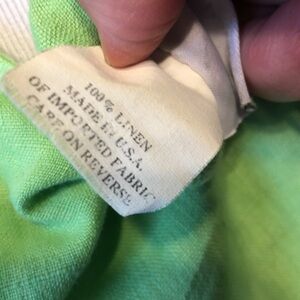 100% LINEN
MADE IN U.S.A.
OF IMPORTED FABRIC
CARE ON REVERSE